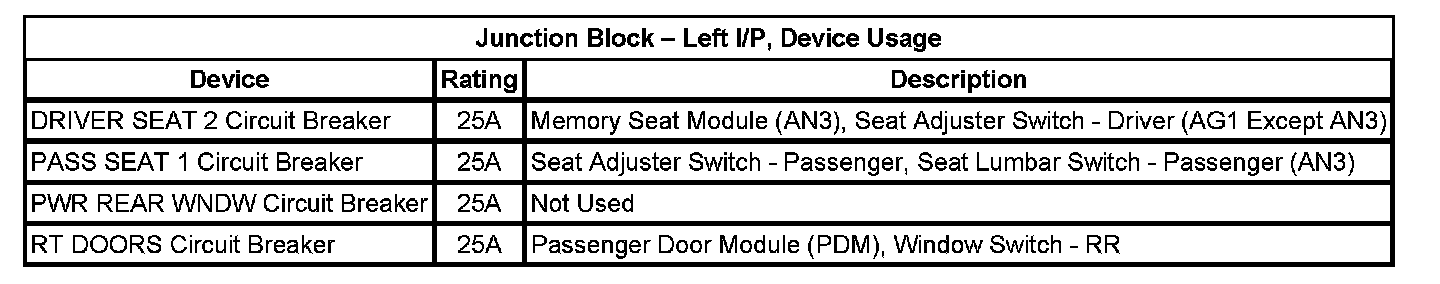 Junction Block – Left I/P, Device Usage
Device Rating Description
DRIVER SEAT 2 Circuit Breaker 25A Memory Seat Module (AN3), Seat Adjuster Switch - Driver (AG1 Except AN3)
PASS SEAT 1 Circuit Breaker 25A Seat Adjuster Switch - Passenger, Seat Lumbar Switch - Passenger (AN3)
PWR REAR WNDW Circuit Breaker 25A Not Used
RT DOORS Circuit Breaker 25A Passenger Door Module (PDM), Window Switch - RR